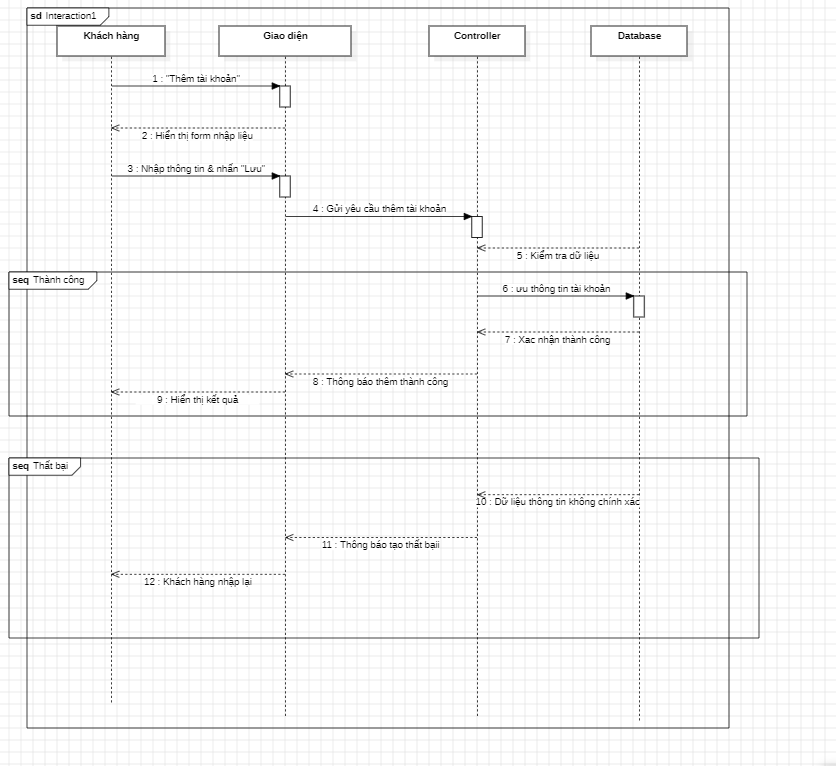 sd Interaction1
Khách hàng
Giao diện
Controller
Database
1 : "Thêm tài khoản"
2 : Hiển thị form nhập liệu
3 : Nhập thông tin & nhấn "Lưu"
4 : Gửi yêu cầu thêm tài khoản
5 : Kiểm tra dữ liệu
seq Thành công
6 : ưu thông tin tài khoản
7 : Xac nhận thành công
8 : Thông báo thêm thành công
9 : Hiển thị kết quả
seq Thất bại
10 : Dữ liệu thông tin không chính xác
11 : Thông báo tạo thất bạii
12 : Khách hàng nhập lại